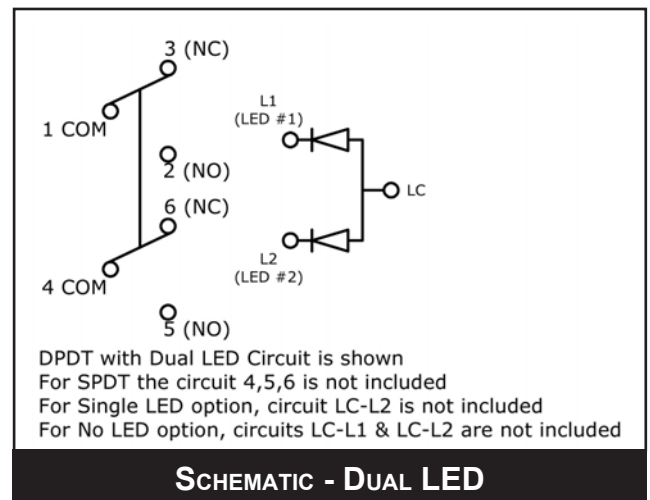 3 (NC)
1 COM
2 (NO)
6 (NC)
4 COM
5 (NO)
L1
(LED #1)
LC
L2
(LED #2)
DPDT with Dual LED Circuit is shown
For SPDT the circuit 4,5,6 is not included
For Single LED option, circuit LC-L2 is not included
For No LED option, circuits LC-L1 & LC-L2 are not included
SCHEMATIC - DUAL LED